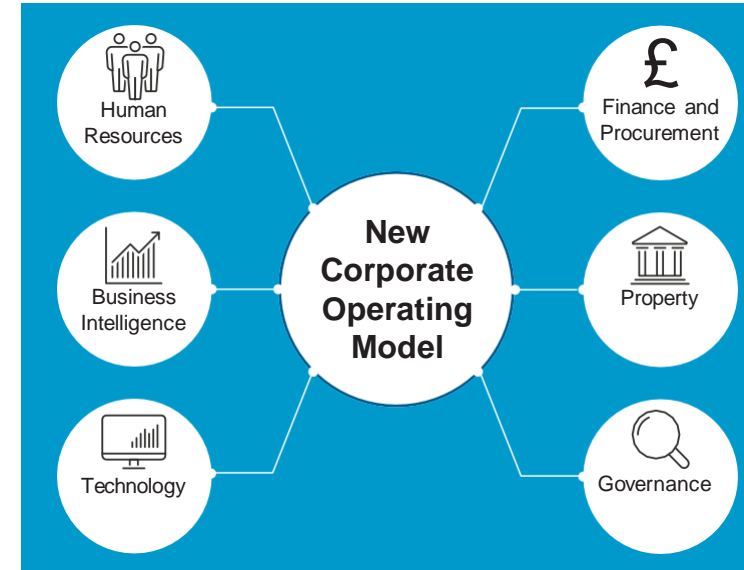 Human
Resources
£
Finance and
Procurement
New
Corporate
Operating
Model
Business
Intelligence
Property
Technology
Governance